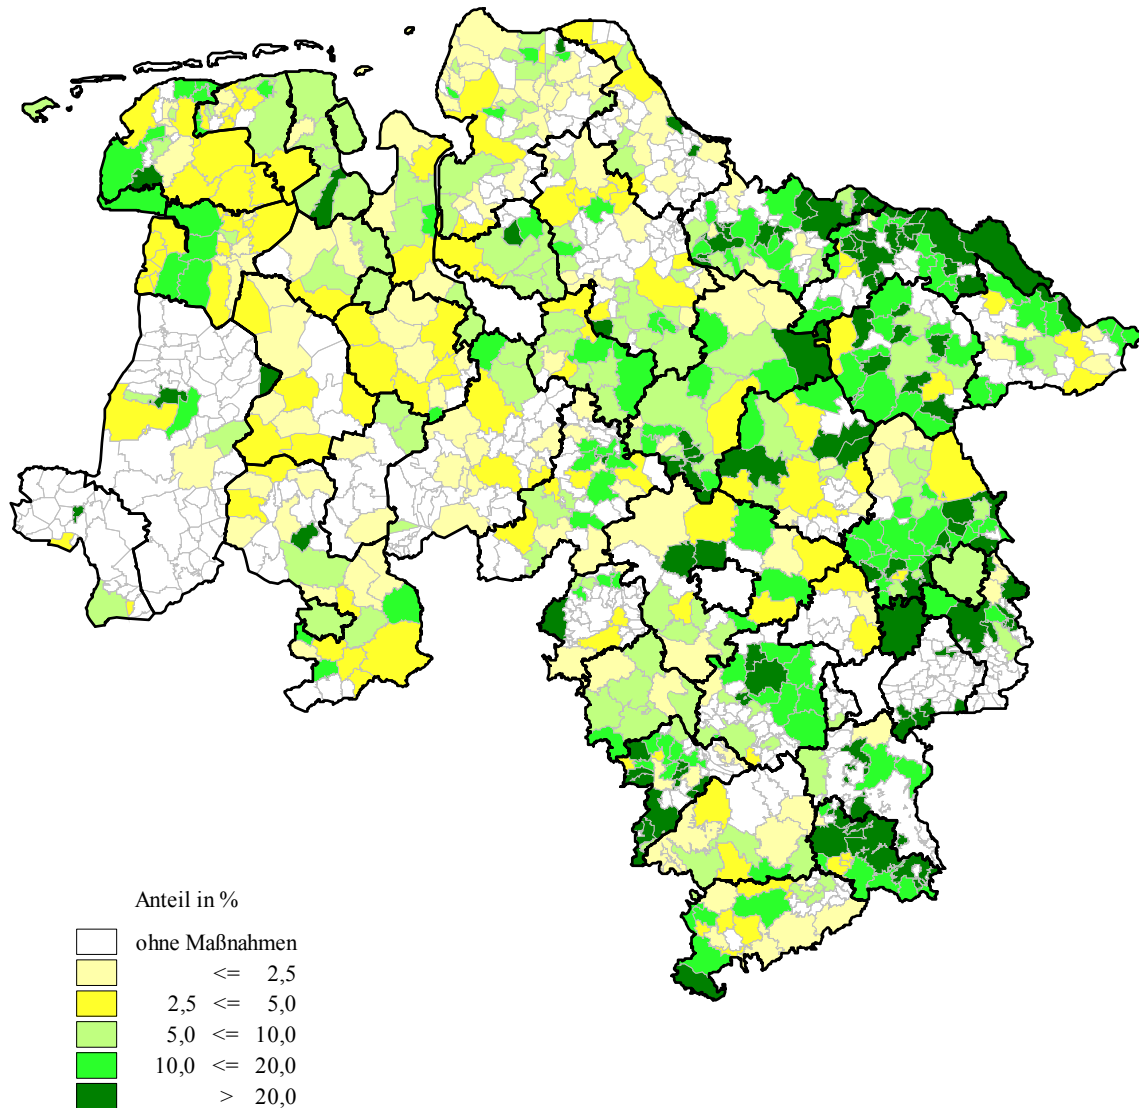 Anteil in %
ohne Maßnahmen
<= 2,5
2,5 <= 5,0
5,0 <= 10,0
10,0 <= 20,0
> 20,0